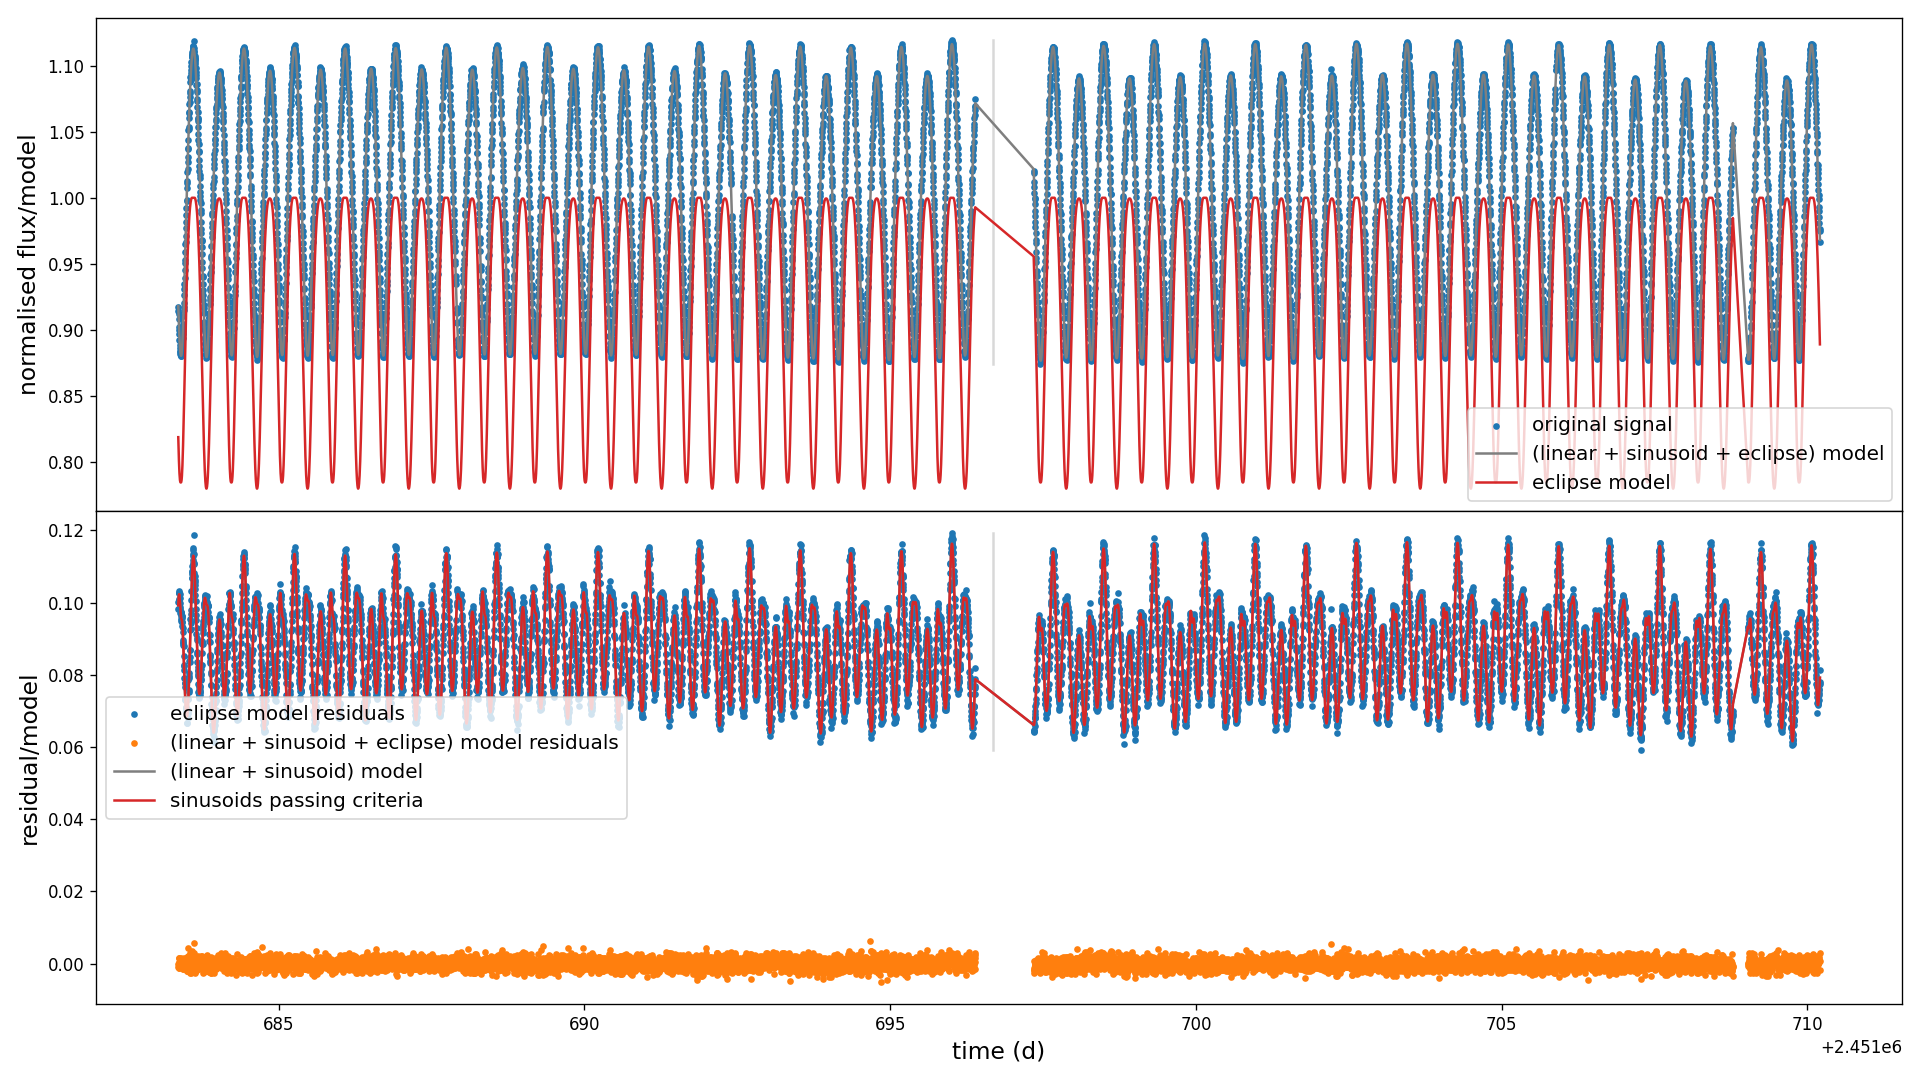 normalised flux/model
1.10
1.05
1.00
0.95
0.90
0.85
0.80
original signal
(linear + sinusoid + eclipse) model
eclipse model
residual/model
0.12
0.10
0.08
0.06
0.04
0.02
0.00
eclipse model residuals
(linear + sinusoid + eclipse) model residuals
(linear + sinusoid) model
sinusoids passing criteria
685
690
695
700
705
710
+2.451e6
time (d)